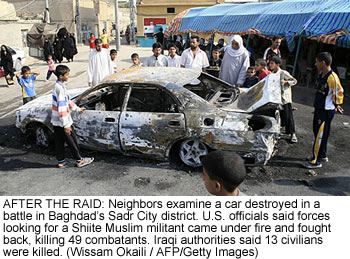 AFTER THE RAID: Neighbors examine a car destroyed in a
battle in Baghdad's Sadr City district. U.S. officials said forces
looking for a Shiite Muslim militant came under fire and fought
back, killing 49 combatants. Iraqi authorities said 13 civilians
were killed. (Wissam Okaili / AFP/Getty Images)